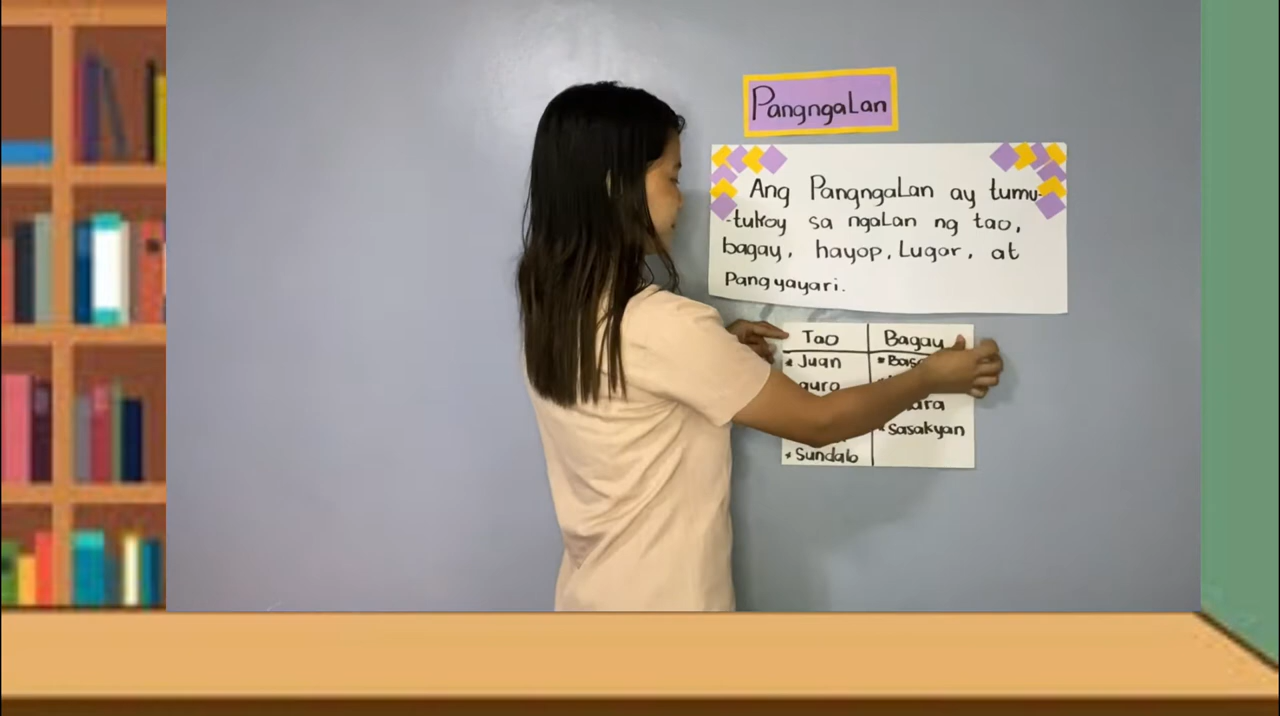 Pangngalan
Ang Pangngalan ay tumu-
-tukoy sa ngalan ng tao,
bagay, hayop, Lugar, at
Pangyayari.
Tao Bagay
* Juan
* Sasakyan
* Sundalo